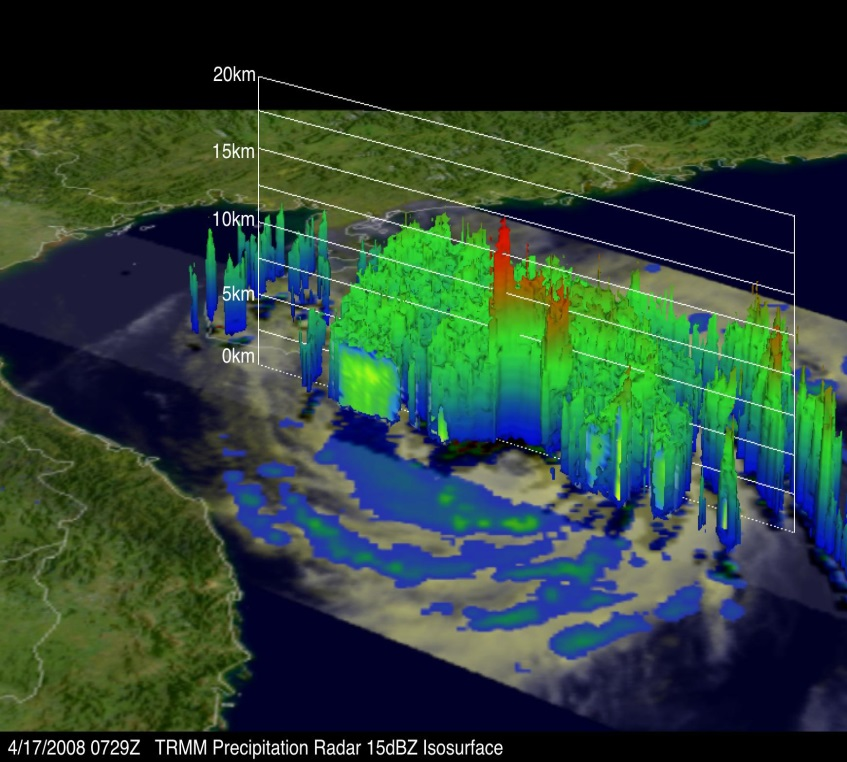 20km
15km
10km
5km
0km
4/17/2008 0729Z TRMM Precipitation Radar 15dBZ Isosurface